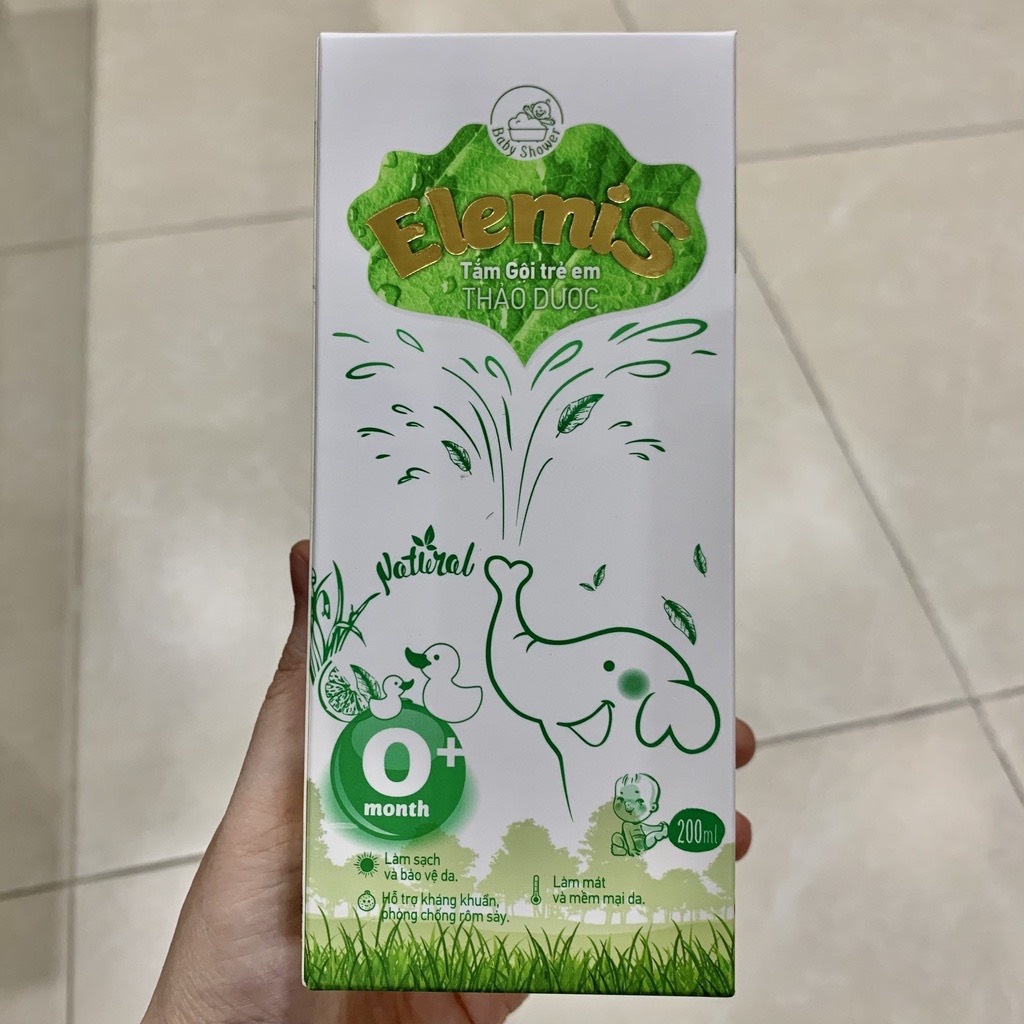 Baby Shower
Elemis
Tắm Gội trẻ em
THẢO DƯỢC
Natural
0+
month
200ml
Làm sạch
và bảo vệ da.
Hỗ trợ kháng khuẩn,
phòng chống rôm sảy.
Làm mát
và mềm mại da.